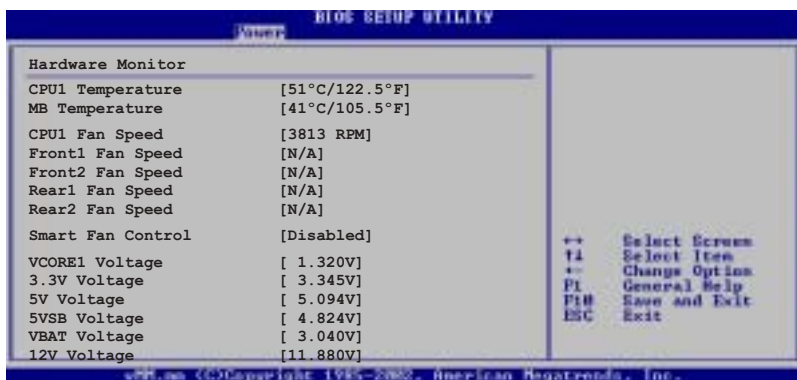 BIOS SETUP UTILITY
Power
Hardware Monitor
CPU1 Temperature [51°C/122.5°F]
MB Temperature [41°C/105.5°F]
CPU1 Fan Speed [3813 RPM]
Front1 Fan Speed [N/A]
Front2 Fan Speed [N/A]
Rear1 Fan Speed [N/A]
Rear2 Fan Speed [N/A]
Smart Fan Control [Disabled]
VCORE1 Voltage [ 1.320V]
3.3V Voltage [ 3.345V]
5V Voltage [ 5.094V]
5VSB Voltage [ 4.824V]
VBAT Voltage [ 3.040V]
12V Voltage [11.880V]
↔ Select Screen
↑↓ Select Item
+- Change Option
F1 General Help
F10 Save and Exit
ESC Exit
(C)Copyright 1985-2002, American Megatrends, Inc.